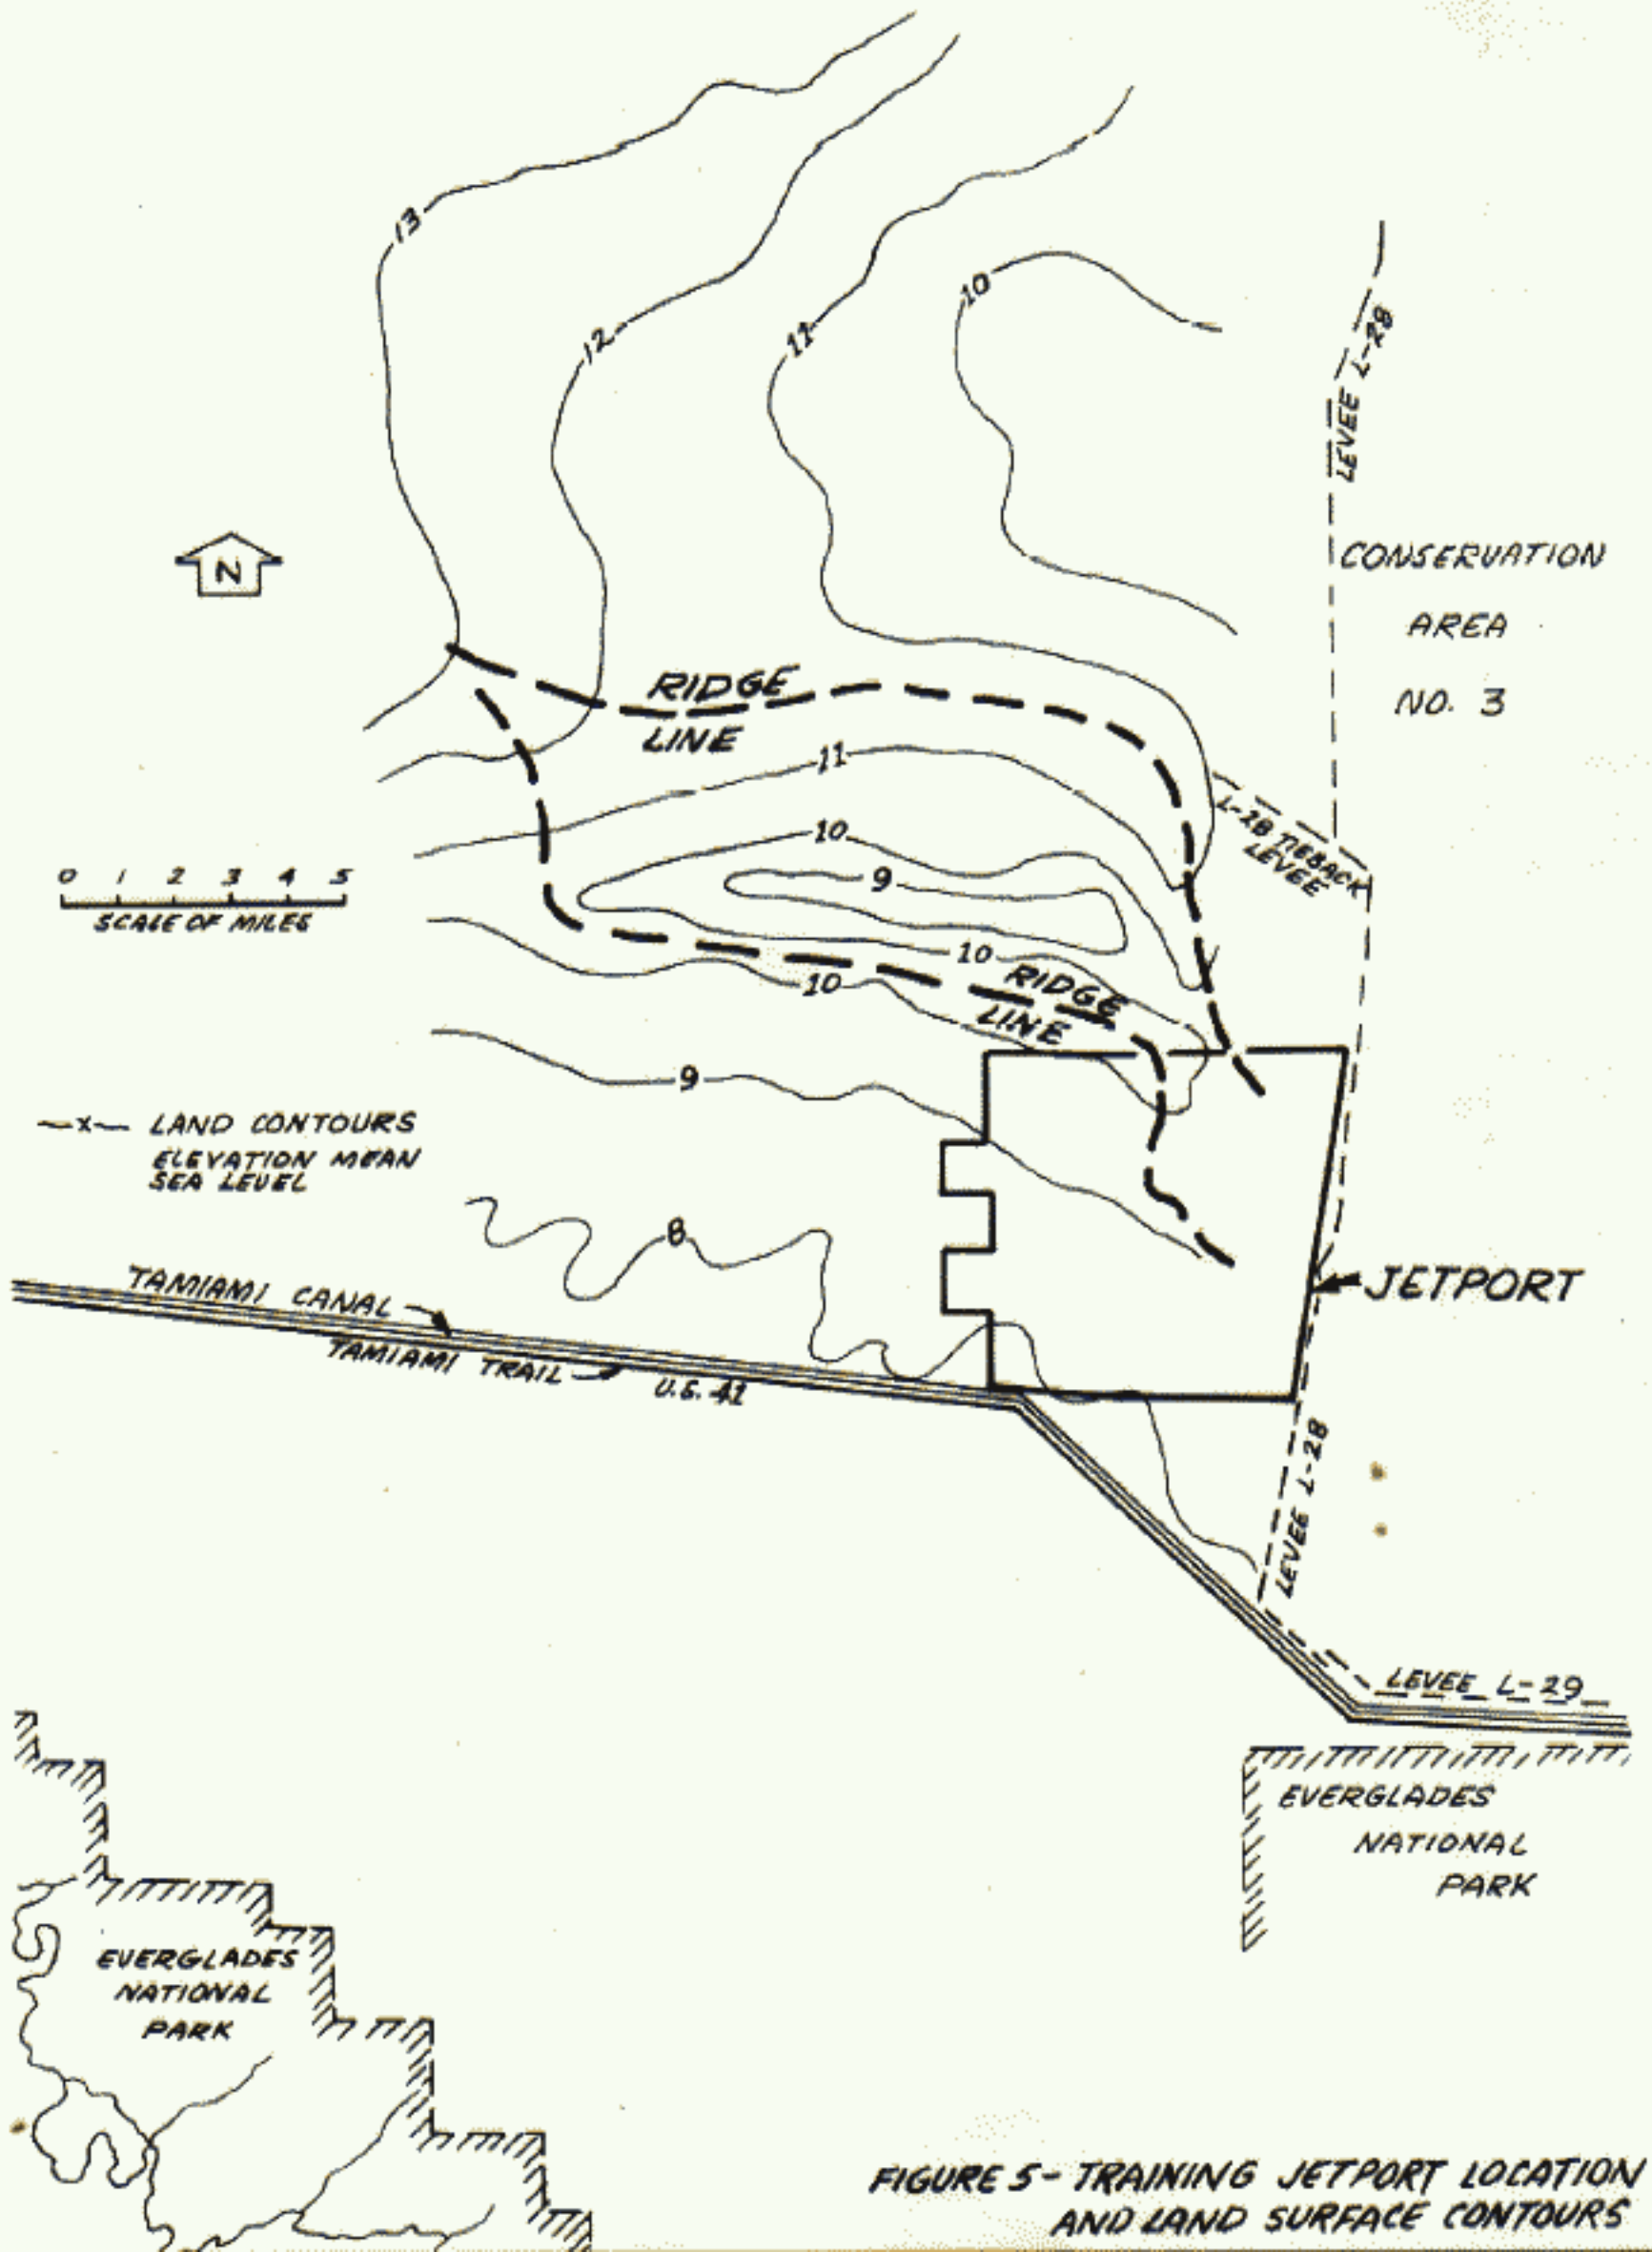 13
12
11
10
LEVEE L-28
N
CONSERVATION
AREA
NO. 3
RIDGE
LINE
11
L-28 TIEBACK
LEVEE
10
9
0 1 2 3 4 5
SCALE OF MILES
10
10
RIDGE
LINE
9
—x— LAND CONTOURS
ELEVATION MEAN
SEA LEVEL
8
TAMIAMI CANAL
JETPORT
TAMIAMI TRAIL
U.S. 41
LEVEE L-28
LEVEE L-29
EVERGLADES
NATIONAL
PARK
EVERGLADES
NATIONAL
PARK
FIGURE 5- TRAINING JETPORT LOCATION
AND LAND SURFACE CONTOURS